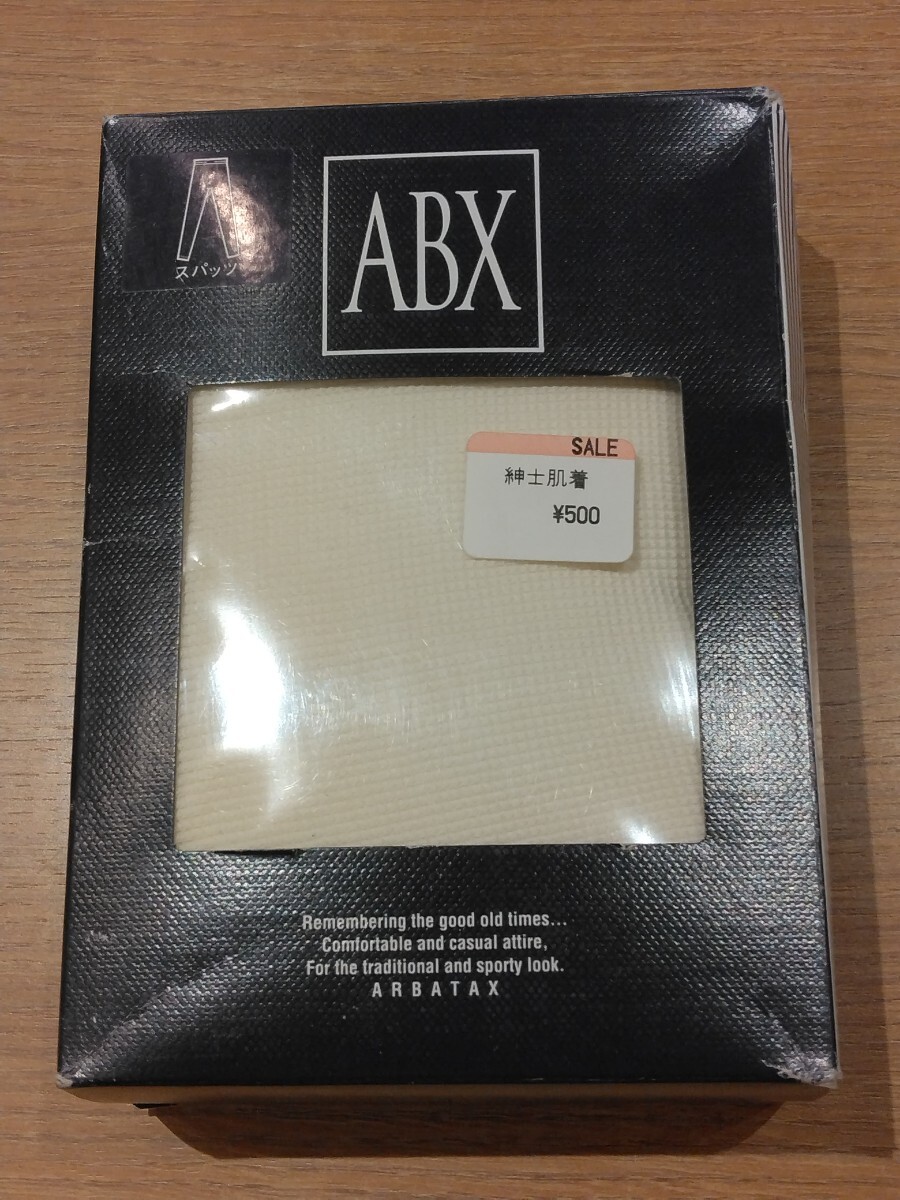 スパッツ
ABX
SALE
紳士肌着
¥500
Remembering the good old times...
Comfortable and casual attire,
For the traditional and sporty look.
ARBATAX